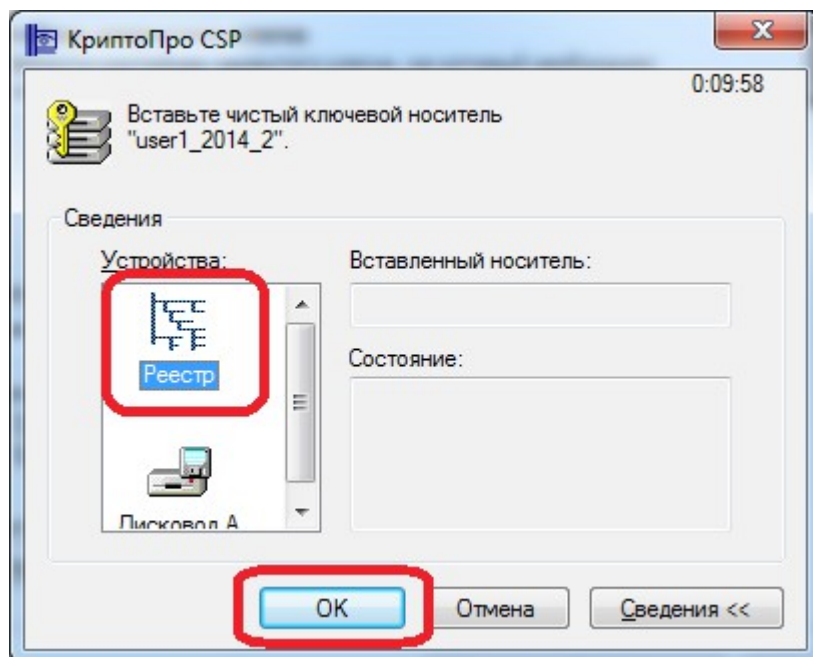 КриптоПро CSP
0:09:58
Вставьте чистый ключевой носитель
"user1_2014_2".
Сведения
Устройства:
Вставленный носитель:
Реестр
Состояние:
Дисковод А
OK
Отмена
Сведения <<